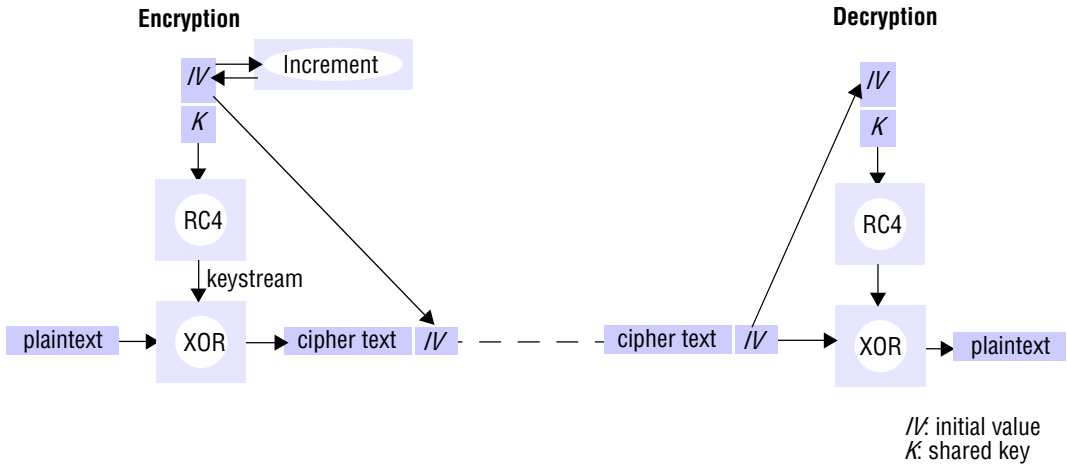 Encryption
Decryption
IV
Increment
IV
K
K
RC4
RC4
keystream
plaintext
XOR
cipher text
IV
cipher text
IV
XOR
plaintext
IV: initial value
K: shared key